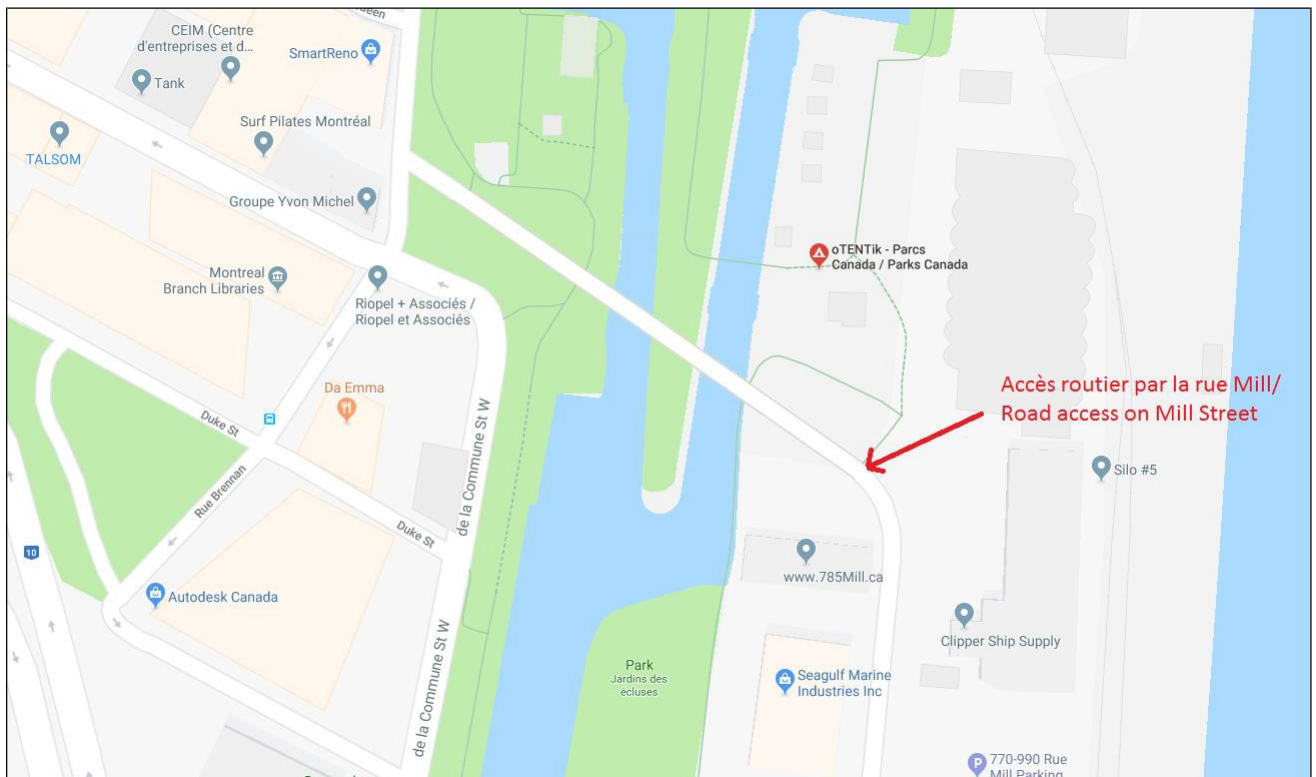 CEIM (Centre
d'entreprises et d...
SmartReno
Tank
Surf Pilates Montréal
TALSOM
Groupe Yvon Michel
Montreal
Branch Libraries
Riopel + Associés /
Riopel et Associés
oTENTik - Parcs
Canada / Parks Canada
Da Emma
Accès routier par la rue Mill/
Road access on Mill Street
Duke St
Rue Brennan
de la Commune St W
Silo #5
Duke St
10
www.785Mill.ca
Autodesk Canada
Clipper Ship Supply
de la Commune St W
Park
Jardins des
écluses
Seagulf Marine
Industries Inc
P
770-990 Rue
Mill Parking